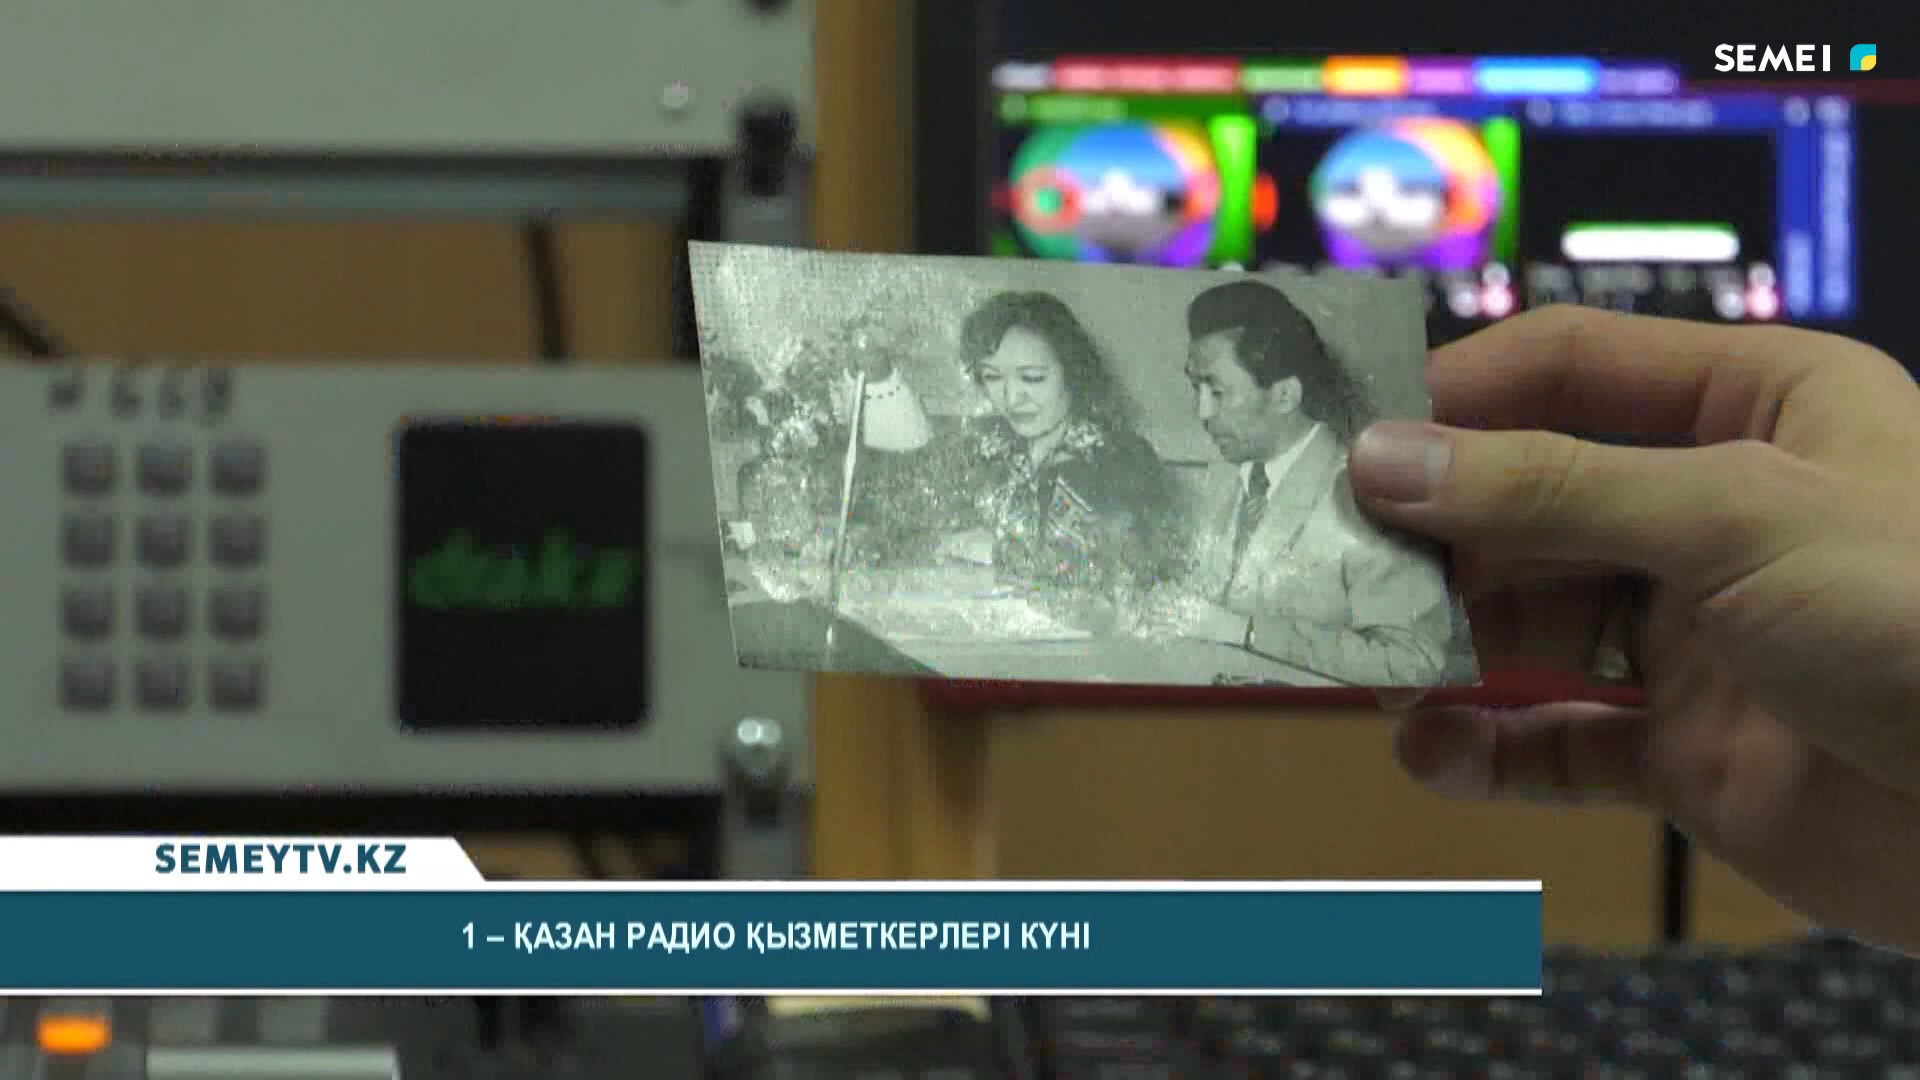 SEMEI
SEMEYTV.KZ
1 – ҚАЗАН РАДИО ҚЫЗМЕТКЕРЛЕРІ КҮНІ